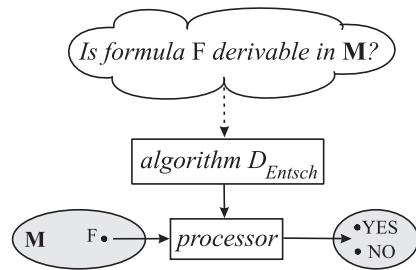 Is formula F derivable in M?
algorithm D_Entsch
M F processor YES
NO